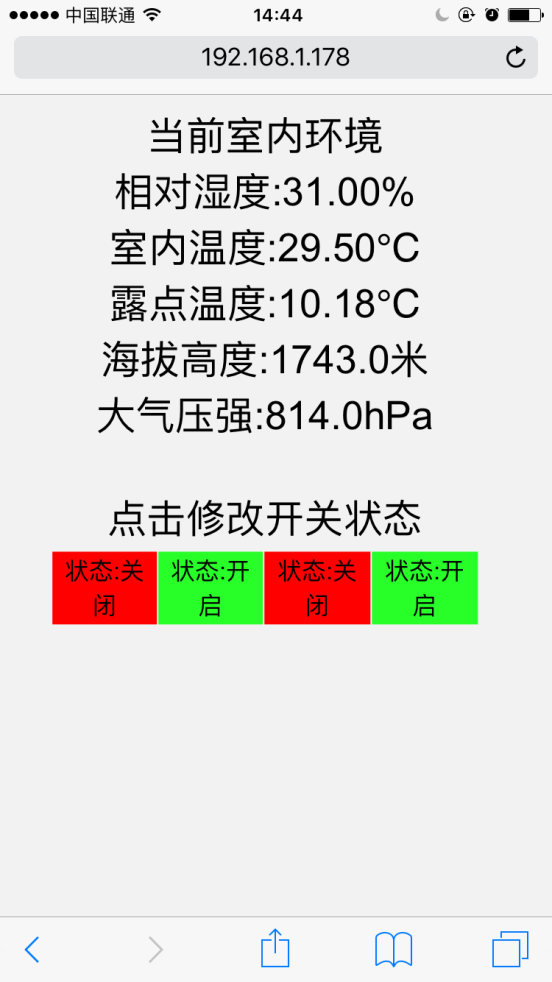 中国联通 14:44
192.168.1.178
当前室内环境
相对湿度:31.00%
室内温度:29.50°C
露点温度:10.18°C
海拔高度:1743.0米
大气压强:814.0hPa
点击修改开关状态
状态:关 状态:开 状态:关 状态:开
闭 启 闭 启